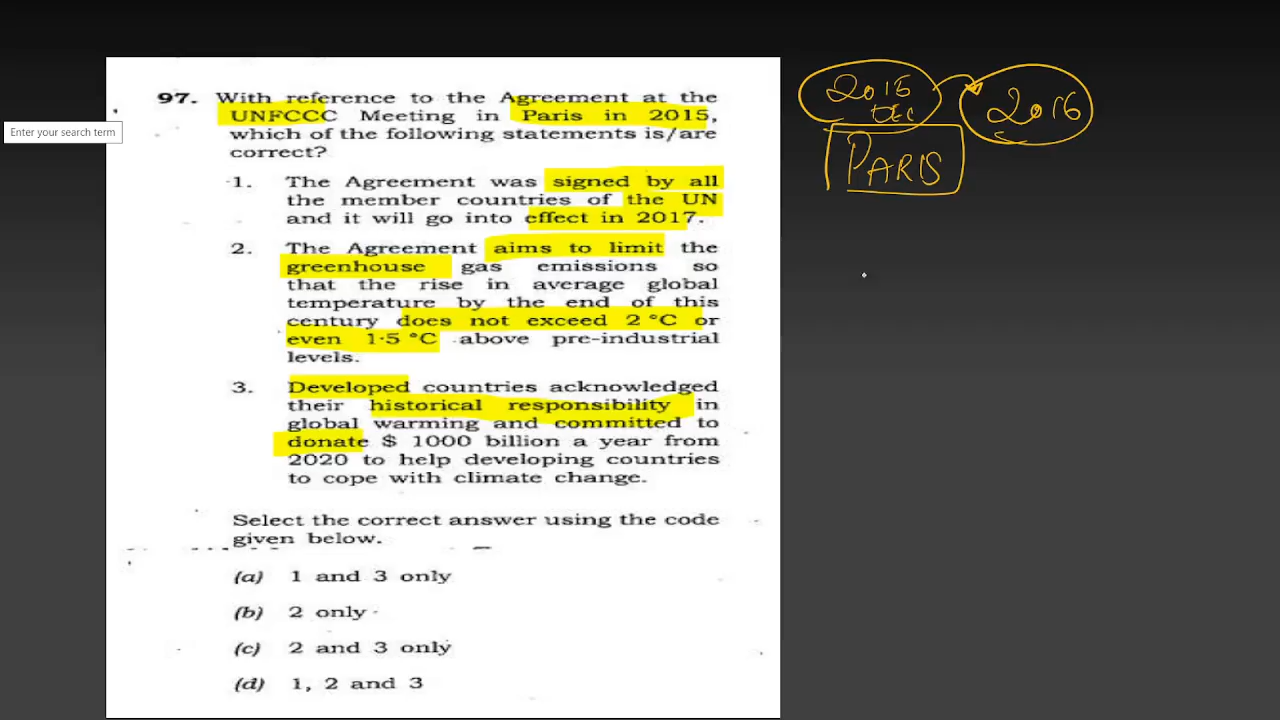 97. With reference to the Agreement at the
UNFCCC Meeting in Paris in 2015,
which of the following statements is/are
correct?
1. The Agreement was signed by all
the member countries of the UN
and it will go into effect in 2017.
2. The Agreement aims to limit the
greenhouse gas emissions so
that the rise in average global
temperature by the end of this
century does not exceed 2 °C or
even 1·5 °C above pre-industrial
levels.
3. Developed countries acknowledged
their historical responsibility in
global warming and committed to
donate $ 1000 billion a year from
2020 to help developing countries
to cope with climate change.
Select the correct answer using the code
given below.
(a) 1 and 3 only
(b) 2 only
(c) 2 and 3 only
(d) 1, 2 and 3
Enter your search term
2015
DEC
PARIS
2016